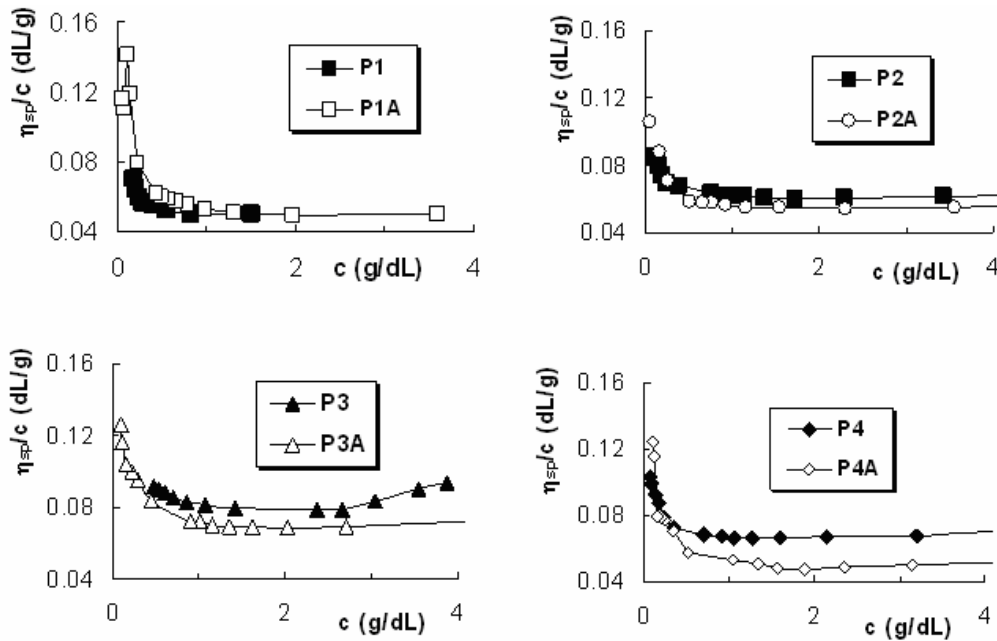 0.16
0.12
0.08
0.04
ηsp/c (dL/g)
P1
P1A
0
2
4
c (g/dL)
0.16
0.12
0.08
0.04
ηsp/c (dL/g)
P2
P2A
0
2
4
c (g/dL)
0.16
0.12
0.08
0.04
ηsp/c (dL/g)
P3
P3A
0
2
4
c (g/dL)
0.16
0.12
0.08
0.04
ηsp/c (dL/g)
P4
P4A
0
2
4
c (g/dL)